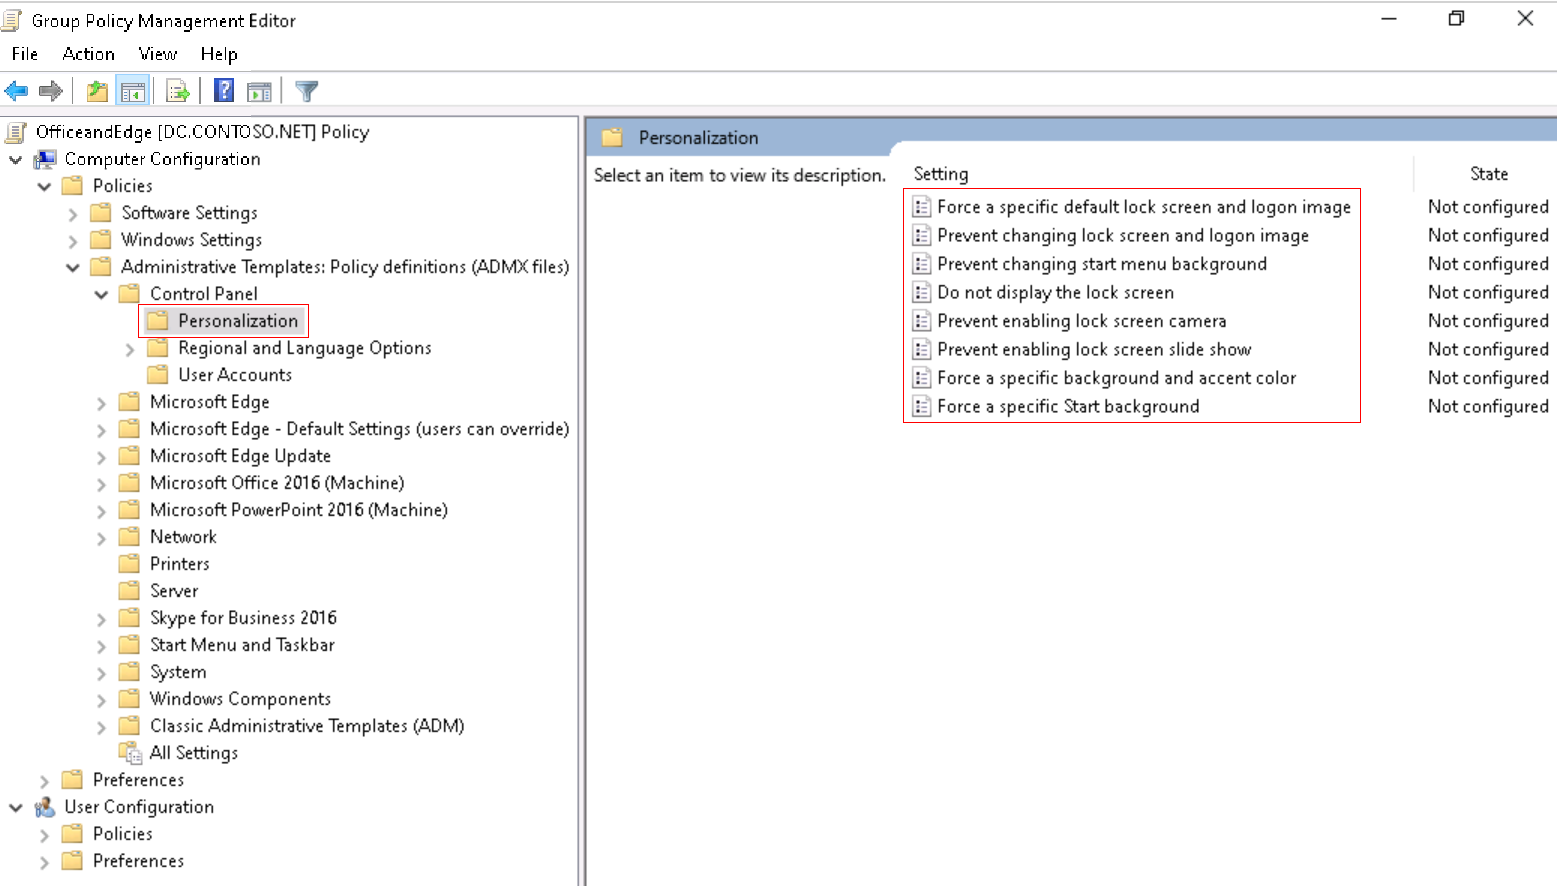 Group Policy Management Editor
File Action View Help
OfficeandEdge [DC.CONTOSO.NET] Policy
Computer Configuration
Policies
Software Settings
Windows Settings
Administrative Templates: Policy definitions (ADMX files)
Control Panel
Personalization
Regional and Language Options
User Accounts
Microsoft Edge
Microsoft Edge - Default Settings (users can override)
Microsoft Edge Update
Microsoft Office 2016 (Machine)
Microsoft PowerPoint 2016 (Machine)
Network
Printers
Server
Skype for Business 2016
Start Menu and Taskbar
System
Windows Components
Classic Administrative Templates (ADM)
All Settings
Preferences
User Configuration
Policies
Preferences
Personalization
Select an item to view its description.
Setting State
Force a specific default lock screen and logon image Not configured
Prevent changing lock screen and logon image Not configured
Prevent changing start menu background Not configured
Do not display the lock screen Not configured
Prevent enabling lock screen camera Not configured
Prevent enabling lock screen slide show Not configured
Force a specific background and accent color Not configured
Force a specific Start background Not configured